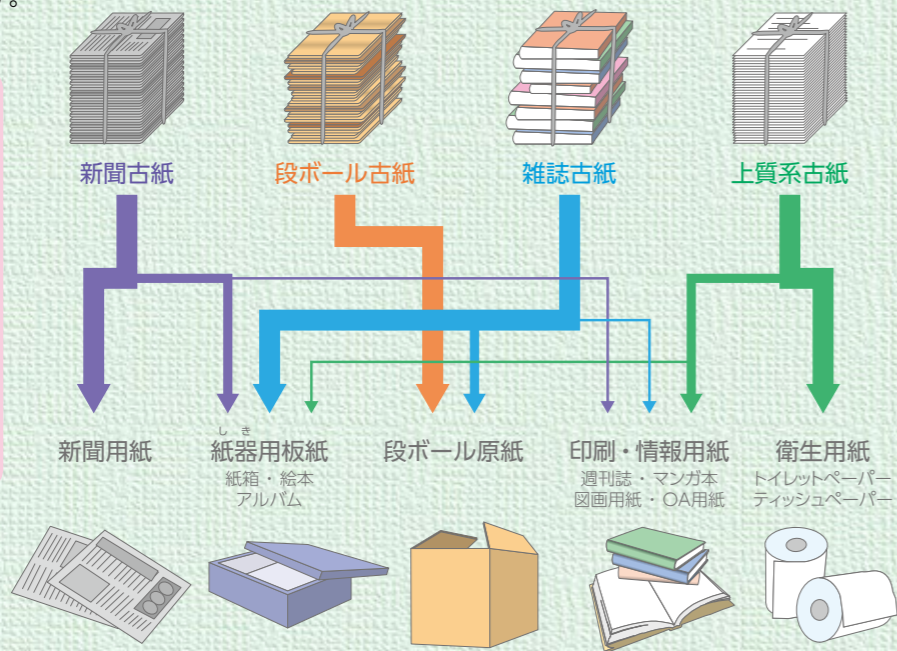 。
新聞古紙
段ボール古紙
雑誌古紙
上質系古紙
新聞用紙
しき
紙器用板紙
紙箱・絵本
アルバム
段ボール原紙
印刷・情報用紙
週刊誌・マンガ本
図画用紙・OA用紙
衛生用紙
トイレットペーパー
ティッシュペーパー